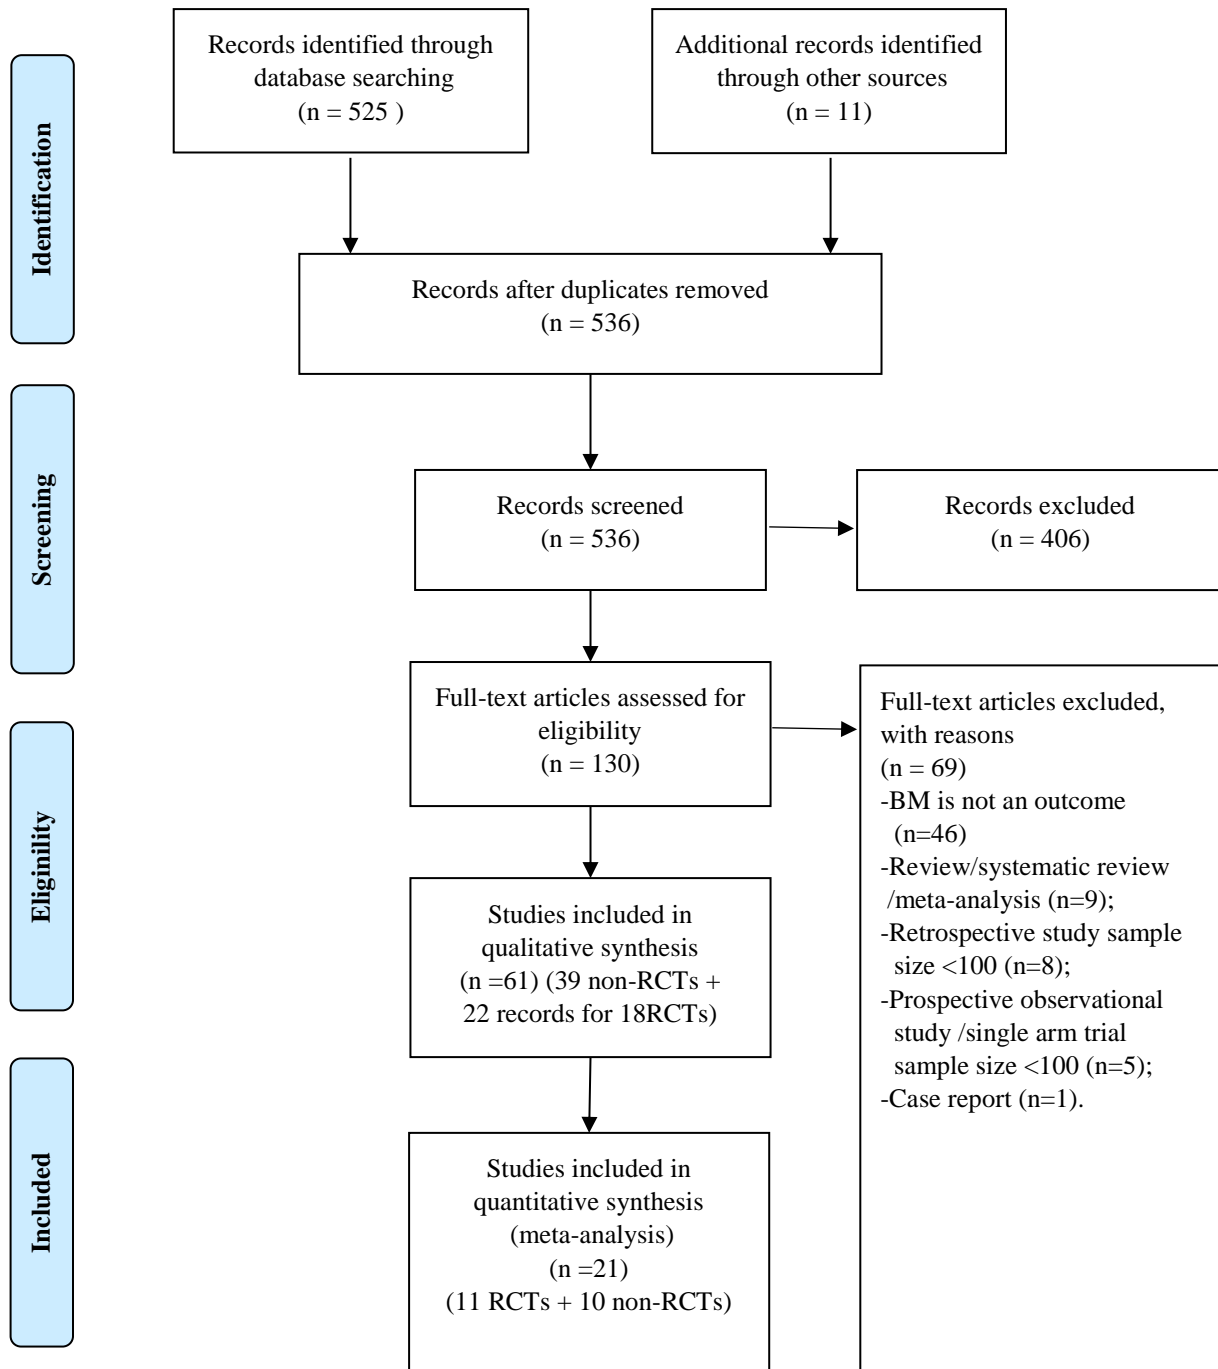 Records identified through
database searching
(n = 525 )
Additional records identified
through other sources
(n = 11)
Identification
Records after duplicates removed
(n = 536)
Screening
Records screened
(n = 536)
Records excluded
(n = 406)
Full-text articles assessed for
eligibility
(n = 130)
Full-text articles excluded,
with reasons
(n = 69)
-BM is not an outcome
(n=46)
-Review/systematic review
/meta-analysis (n=9);
-Retrospective study sample
size <100 (n=8);
-Prospective observational
study /single arm trial
sample size <100 (n=5);
-Case report (n=1).
Eliginility
Studies included in
qualitative synthesis
(n =61) (39 non-RCTs +
22 records for 18RCTs)
Included
Studies included in
quantitative synthesis
(meta-analysis)
(n =21)
(11 RCTs + 10 non-RCTs)